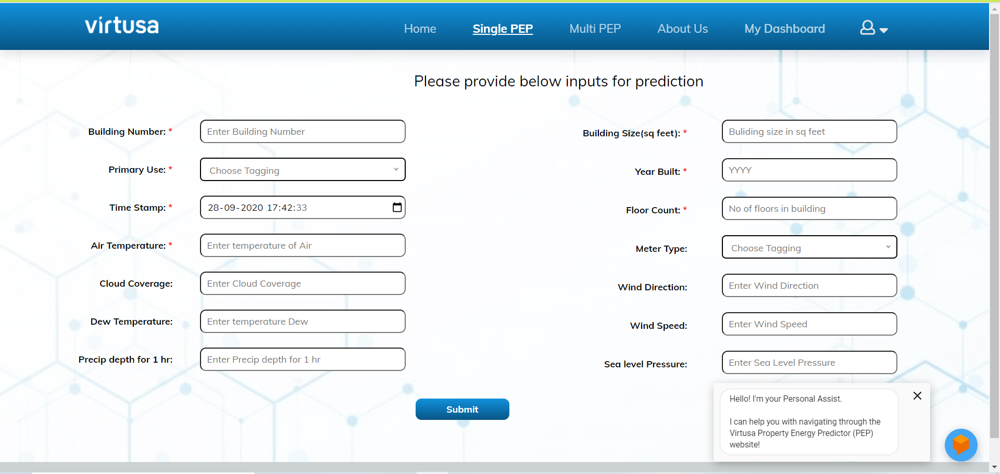 virtusa
Home Single PEP Multi PEP About Us My Dashboard
Please provide below inputs for prediction
Building Number: * Enter Building Number
Primary Use: * Choose Tagging
Time Stamp: * 28-09-2020 17:42:33
Air Temperature: * Enter temperature of Air
Cloud Coverage: Enter Cloud Coverage
Dew Temperature: Enter temperature Dew
Precip depth for 1 hr: Enter Precip depth for 1 hr
Building Size(sq feet): * Buliding size in sq feet
Year Built: * YYYY
Floor Count: * No of floors in building
Meter Type: Choose Tagging
Wind Direction: Enter Wind Direction
Wind Speed: Enter Wind Speed
Sea level Pressure: Enter Sea Level Pressure
Submit
Hello! I'm your Personal Assist.
I can help you with navigating through the
Virtusa Property Energy Predictor (PEP)
website!